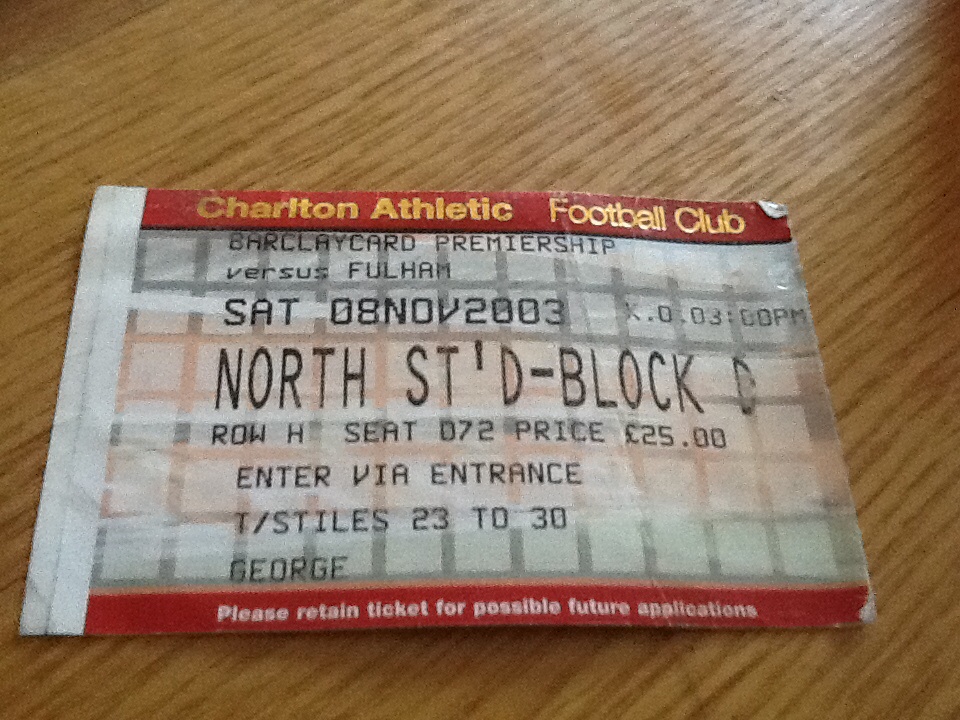 Charlton Athletic Football Club
BARCLAYCARD PREMIERSHIP
versus FULHAM
SAT 08NOV2003 K.O.03:00PM
NORTH ST'D-BLOCK D
ROW H SEAT D72 PRICE £25.00
ENTER VIA ENTRANCE
T/STILES 23 TO 30
GEORGE
Please retain ticket for possible future applications